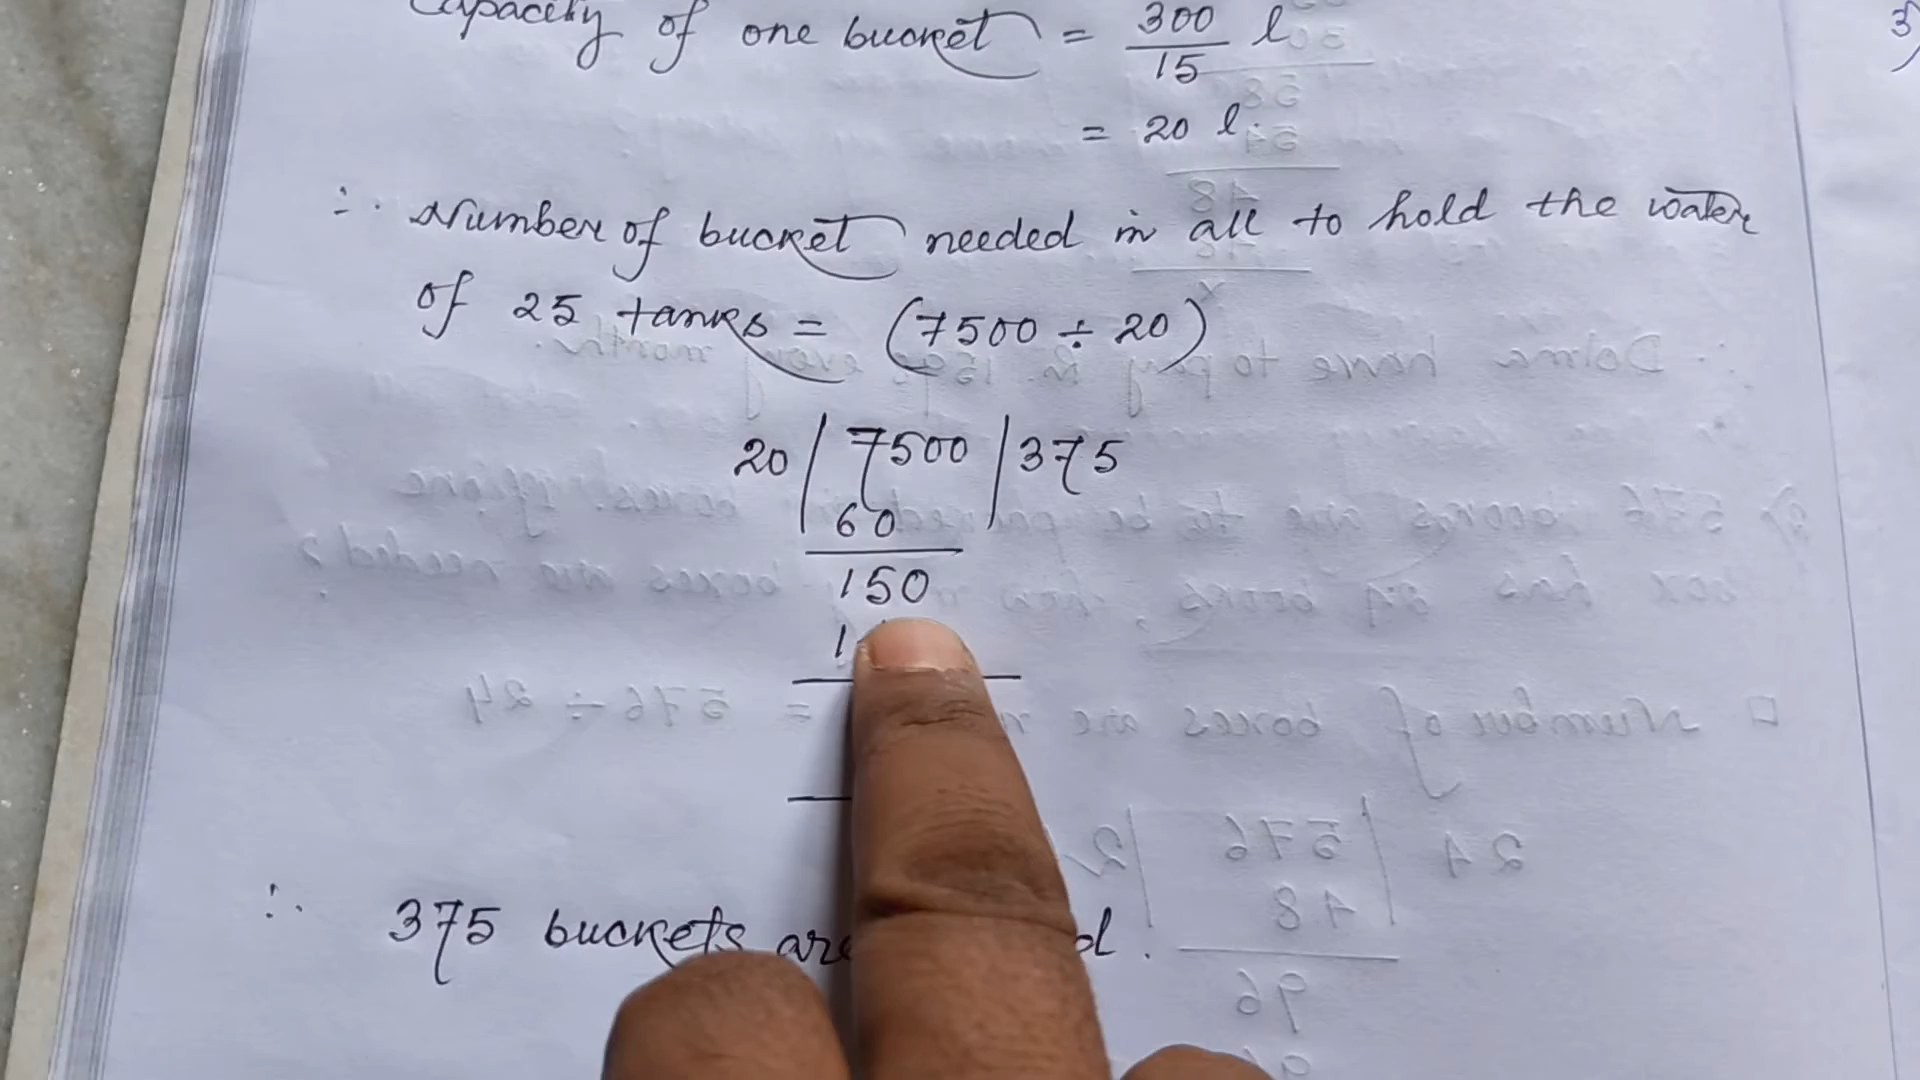 Capacity of one bucket = 300/15 l
= 20 l.
∴ Number of bucket needed in all to hold the water
of 25 tanks = (7500 ÷ 20)
20 / 7500 / 375
60
150
1
∴ 375 buckets are d.